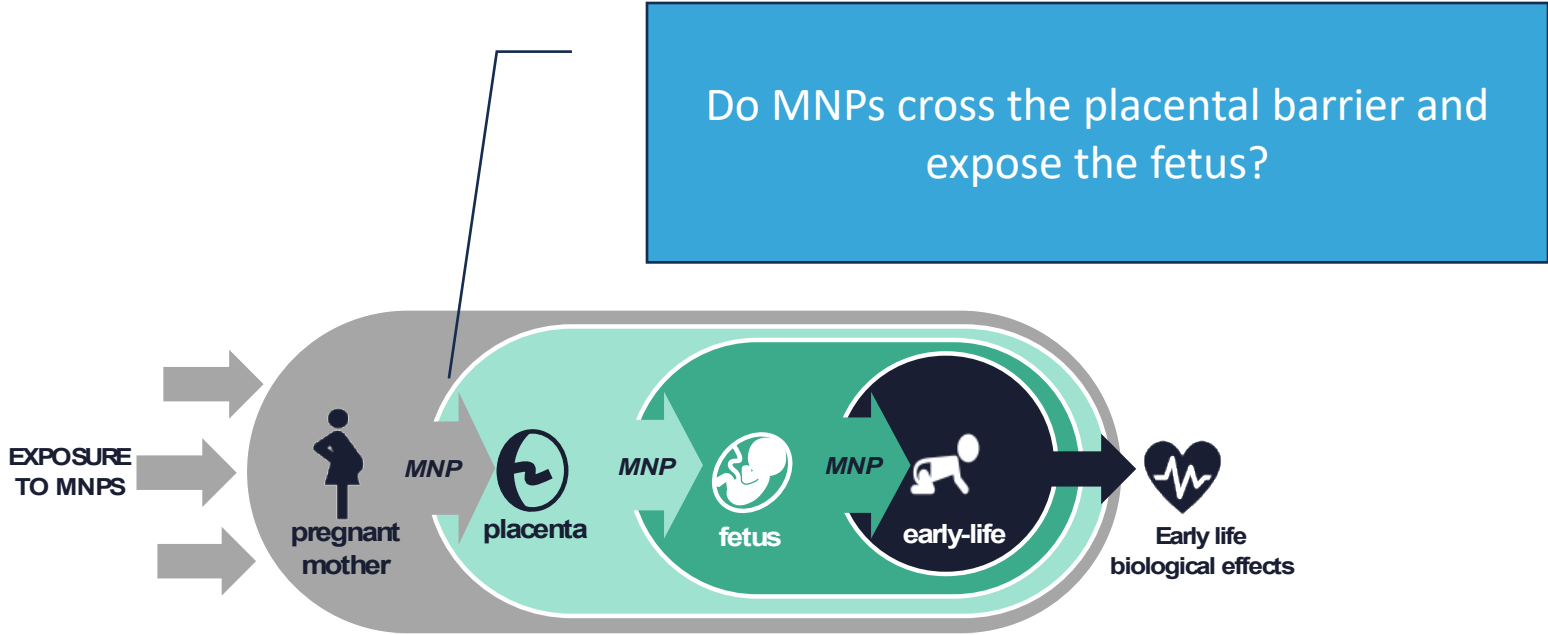 Do MNPs cross the placental barrier and
expose the fetus?
EXPOSURE
TO MNPS
pregnant
mother
MNP
placenta
MNP
fetus
MNP
early-life
Early life
biological effects